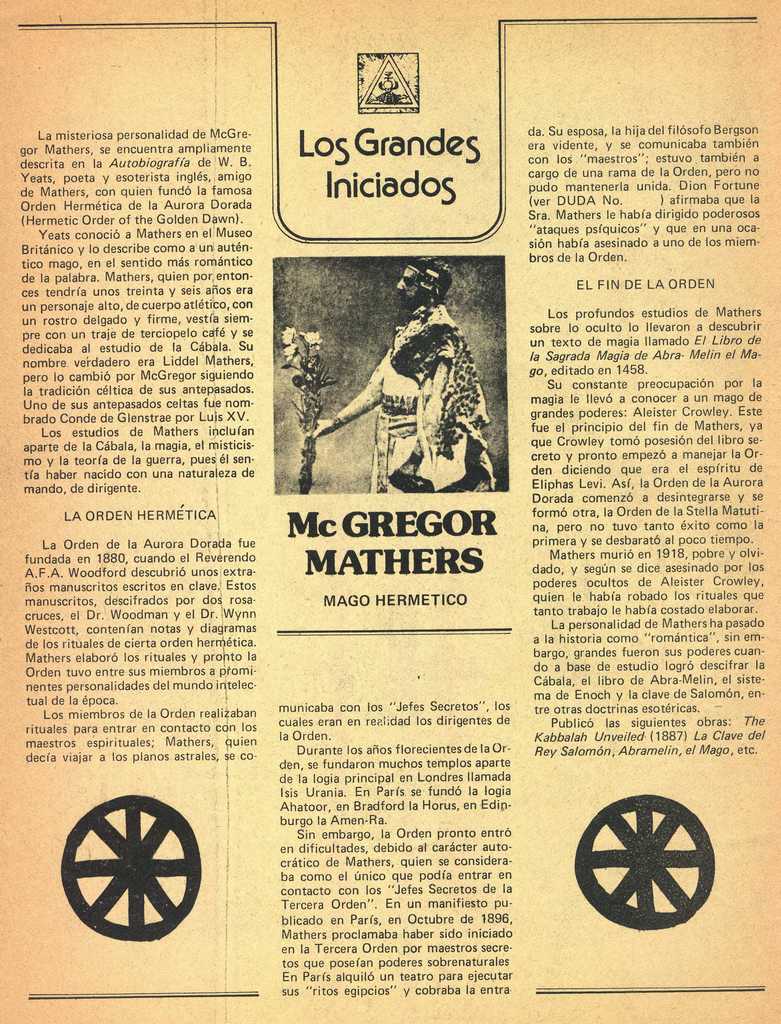 Los Grandes
Iniciados
La misteriosa personalidad de McGre-
gor Mathers, se encuentra ampliamente
descrita en la Autobiografía de W. B.
Yeats, poeta y esoterista inglés, amigo
de Mathers, con quien fundó la famosa
Orden Hermética de la Aurora Dorada
(Hermetic Order of the Golden Dawn).
Yeats conoció a Mathers en el Museo
Británico y lo describe como a un autén-
tico mago, en el sentido más romántico
de la palabra. Mathers, quien por enton-
ces tendría unos treinta y seis años era
un personaje alto, de cuerpo atlético, con
un rostro delgado y firme, vestía siem-
pre con un traje de terciopelo café y se
dedicaba al estudio de la Cábala. Su
nombre verdadero era Liddel Mathers,
pero lo cambió por McGregor siguiendo
la tradición céltica de sus antepasados.
Uno de sus antepasados celtas fue nom-
brado Conde de Glenstrae por Luis XV.
Los estudios de Mathers incluían
aparte de la Cábala, la magia, el misticis-
mo y la teoría de la guerra, pues él sen-
tía haber nacido con una naturaleza de
mando, de dirigente.
LA ORDEN HERMÉTICA
La Orden de la Aurora Dorada fue
fundada en 1880, cuando el Reverendo
A.F.A. Woodford descubrió unos extra-
ños manuscritos escritos en clave. Estos
manuscritos, descifrados por dos rosa-
cruces, el Dr. Woodman y el Dr. Wynn
Westcott, contenían notas y diagramas
de los rituales de cierta orden hermética.
Mathers elaboró los rituales y pronto la
Orden tuvo entre sus miembros a promi-
nentes personalidades del mundo intelec-
tual de la época.
Los miembros de la Orden realizaban
rituales para entrar en contacto con los
maestros espirituales; Mathers, quien
decía viajar a los planos astrales, se co-
Mc GREGOR
MATHERS
MAGO HERMETICO
municaba con los "Jefes Secretos", los
cuales eran en realidad los dirigentes de
la Orden.
Durante los años florecientes de la Or-
den, se fundaron muchos templos aparte
de la logia principal en Londres llamada
Isis Urania. En París se fundó la logia
Ahatoor, en Bradford la Horus, en Edin-
burgo la Amen-Ra.
Sin embargo, la Orden pronto entró
en dificultades, debido al carácter auto-
crático de Mathers, quien se considera-
ba como el único que podía entrar en
contacto con los "Jefes Secretos de la
Tercera Orden". En un manifiesto pu-
blicado en París, en Octubre de 1896,
Mathers proclamaba haber sido iniciado
en la Tercera Orden por maestros secre-
tos que poseían poderes sobrenaturales
En París alquiló un teatro para ejecutar
sus "ritos egipcios" y cobraba la entra
da. Su esposa, la hija del filósofo Bergson
era vidente, y se comunicaba también
con los "maestros"; estuvo también a
cargo de una rama de la Orden, pero no
pudo mantenerla unida. Dion Fortune
(ver DUDA No. ) afirmaba que la
Sra. Mathers le había dirigido poderosos
"ataques psíquicos" y que en una oca-
sión había asesinado a uno de los miem-
bros de la Orden.
EL FIN DE LA ORDEN
Los profundos estudios de Mathers
sobre lo oculto lo llevaron a descubrir
un texto de magia llamado El Libro de
la Sagrada Magia de Abra- Melin el Ma-
go, editado en 1458.
Su constante preocupación por la
magia le llevó a conocer a un mago de
grandes poderes: Aleister Crowley. Este
fue el principio del fin de Mathers, ya
que Crowley tomó posesión del libro se-
creto y pronto empezó a manejar la Or-
den diciendo que era el espíritu de
Eliphas Levi. Así, la Orden de la Aurora
Dorada comenzó a desintegrarse y se
formó otra, la Orden de la Stella Matuti-
na, pero no tuvo tanto éxito como la
primera y se desbarató al poco tiempo.
Mathers murió en 1918, pobre y olvi-
dado, y según se dice asesinado por los
poderes ocultos de Aleister Crowley,
quien le había robado los rituales que
tanto trabajo le había costado elaborar.
La personalidad de Mathers ha pasado
a la historia como "romántica", sin em-
bargo, grandes fueron sus poderes cuan-
do a base de estudio logró descifrar la
Cábala, el libro de Abra-Melin, el siste-
ma de Enoch y la clave de Salomón, en-
tre otras doctrinas esotéricas.
Publicó las siguientes obras: The
Kabbalah Unveiled (1887) La Clave del
Rey Salomón, Abramelin, el Mago, etc.